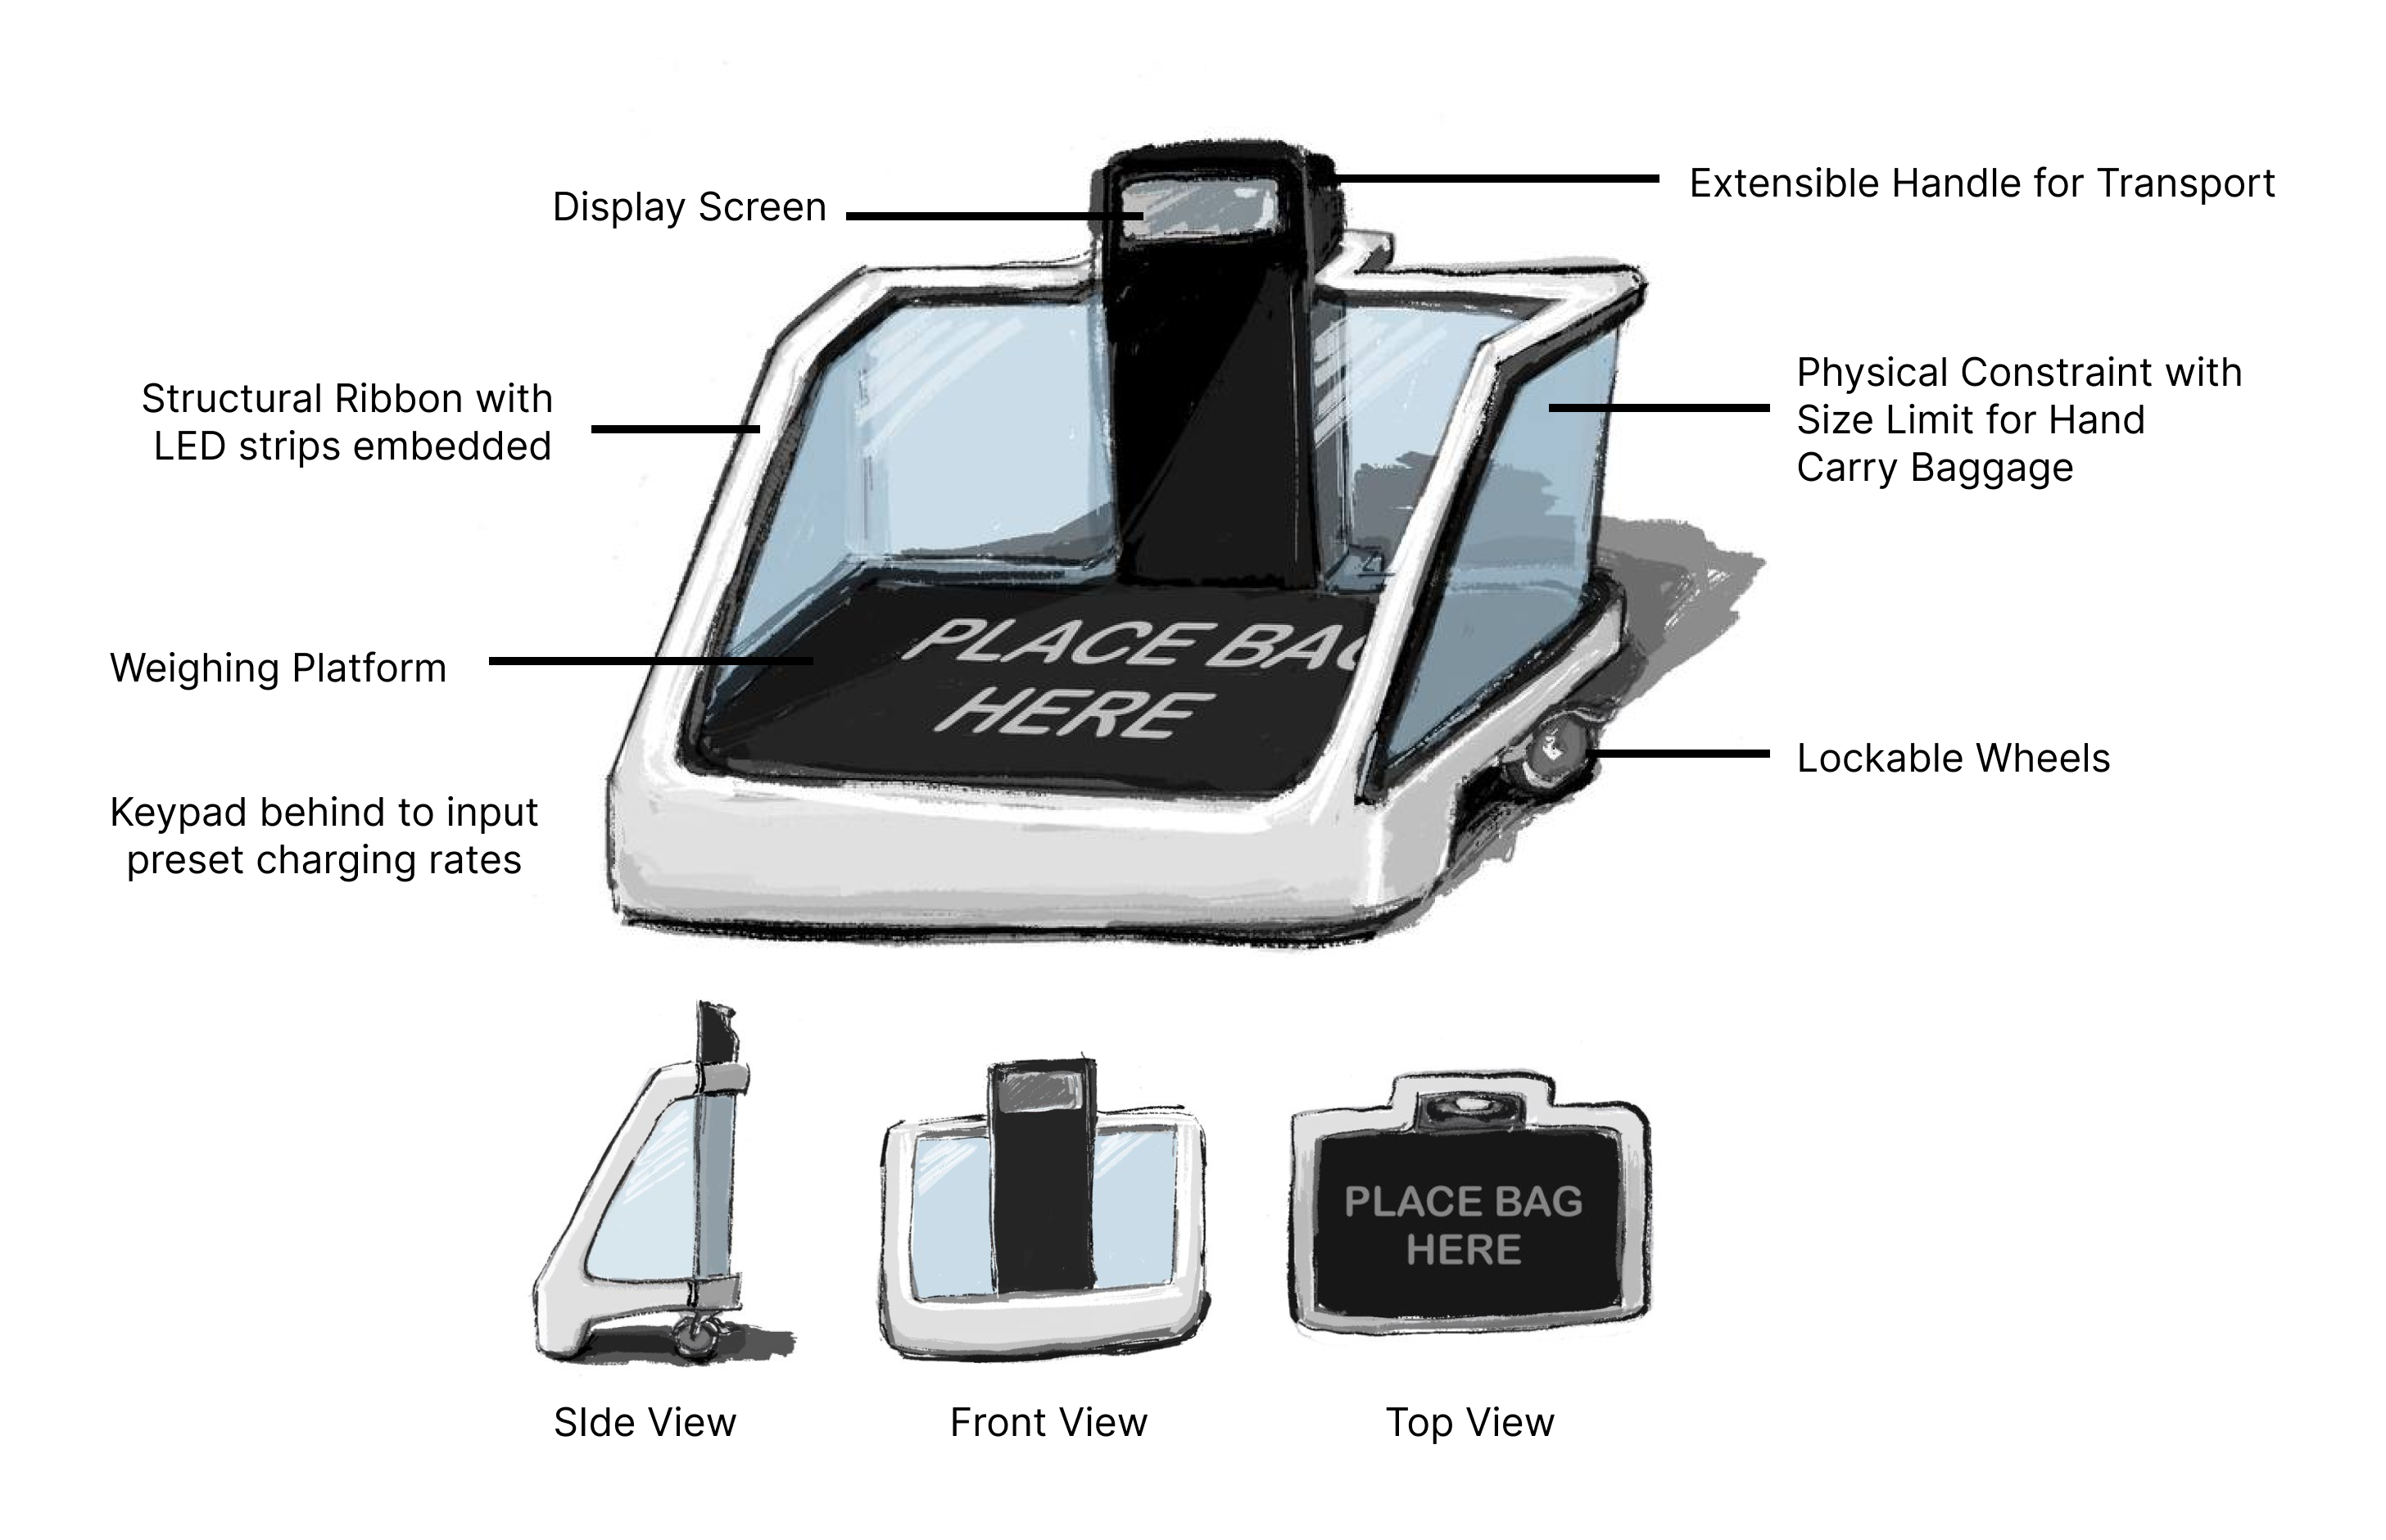 Display Screen
Extensible Handle for Transport
Structural Ribbon with
LED strips embedded
Physical Constraint with
Size Limit for Hand
Carry Baggage
Weighing Platform
PLACE BAG
HERE
Lockable Wheels
Keypad behind to input
preset charging rates
PLACE BAG
HERE
SIde View
Front View
Top View